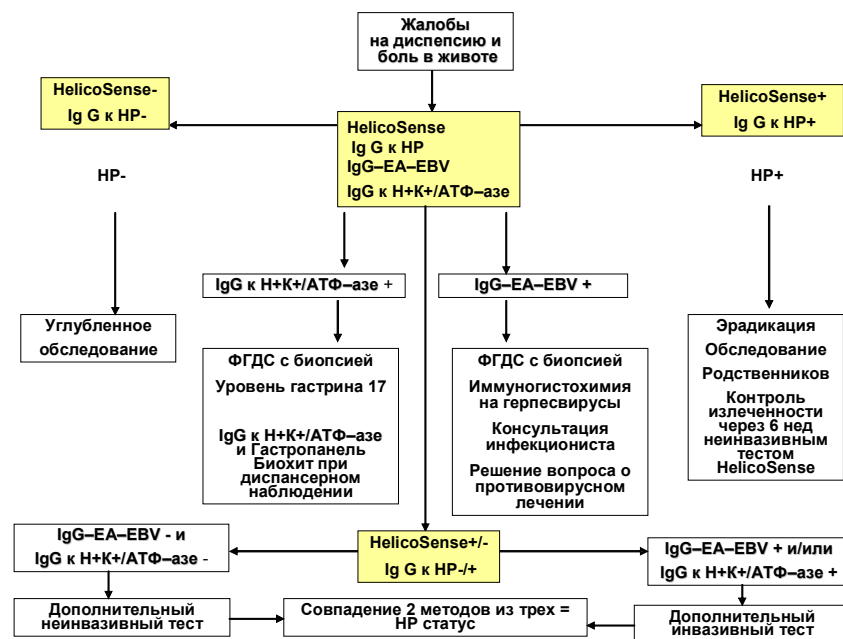 Жалобы
на диспепсию и
боль в животе
HelicoSense-
Ig G к HP-
HelicoSense
Ig G к HP
IgG–EA–EBV
IgG к Н+К+/АТФ–азе
HelicoSense+
Ig G к HP+
HP-
HP+
IgG к Н+К+/АТФ–азе +
IgG–EA–EBV +
Углубленное
обследование
ФГДС с биопсией
Уровень гастрина 17
IgG к Н+К+/АТФ–азе
и Гастропанель
Биохит при
диспансерном
наблюдении
ФГДС с биопсией
Иммуногистохимия
на герпесвирусы
Консультация
инфекциониста
Решение вопроса о
противовирусном
лечении
Эрадикация
Обследование
Родственников
Контроль
излеченности
через 6 нед
неинвазивным
тестом
HelicoSense
IgG–EA–EBV - и
IgG к Н+К+/АТФ–азе -
HelicoSense+/-
Ig G к HP-/+
IgG–EA–EBV + и/или
IgG к Н+К+/АТФ–азе +
Дополнительный
неинвазивный тест
Совпадение 2 методов из трех =
HP статус
Дополнительный
инвазивный тест